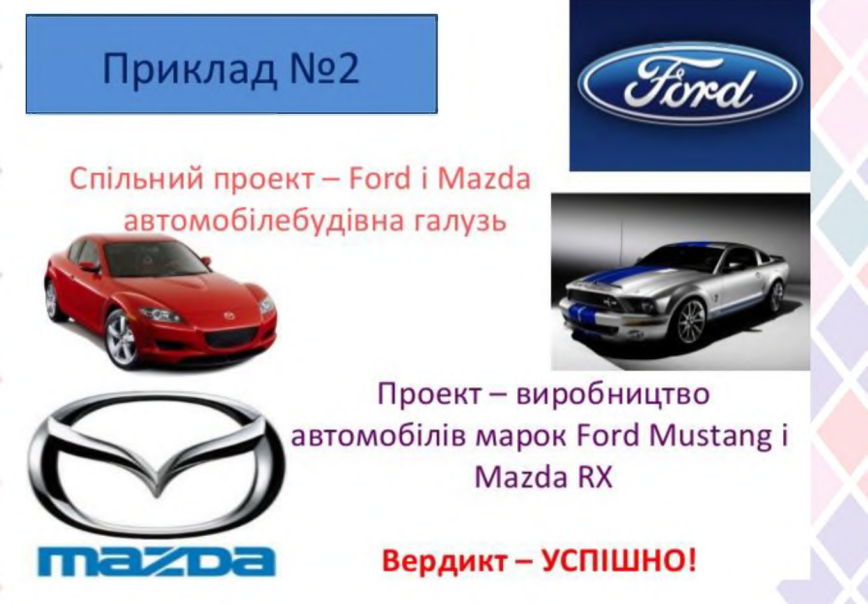 Приклад №2
Ford
Спільний проект – Ford і Mazda
автомобілебудівна галузь
Проект – виробництво
автомобілів марок Ford Mustang і
Mazda RX
mazda
Вердикт – УСПІШНО!